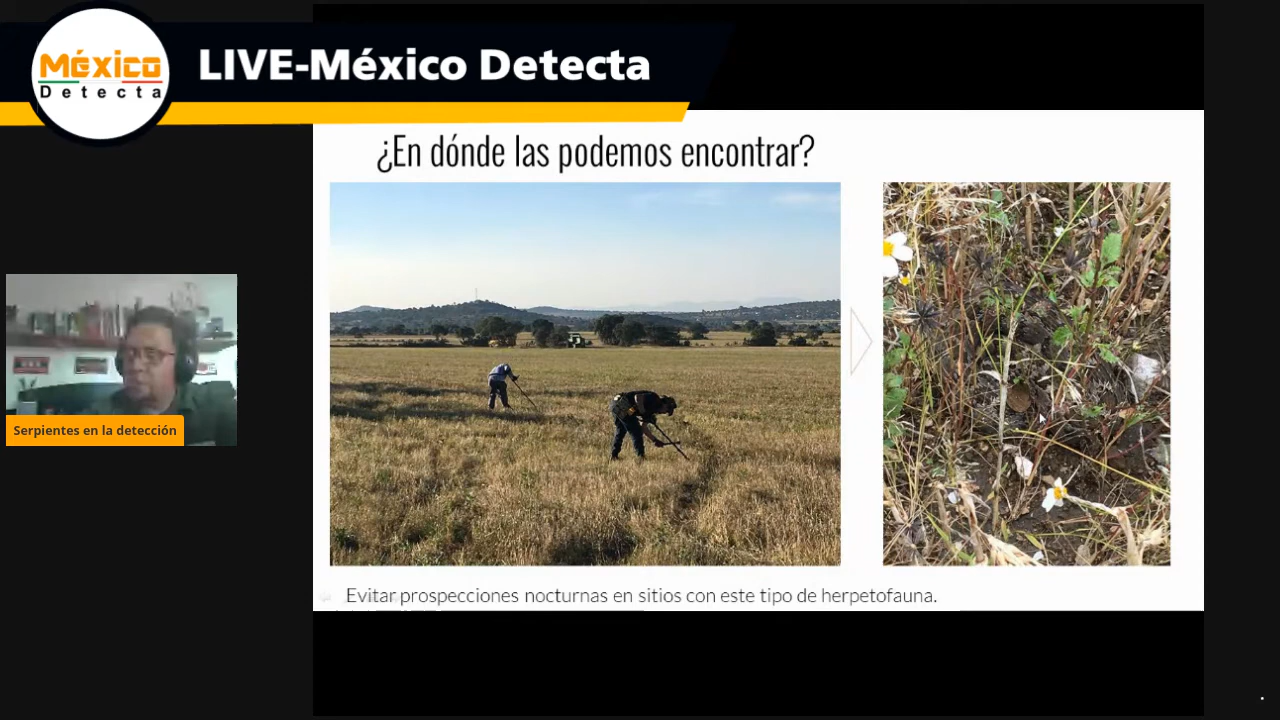 México
Detecta
LIVE-México Detecta
¿En dónde las podemos encontrar?
Serpientes en la detección
Evitar prospecciones nocturnas en sitios con este tipo de herpetofauna.